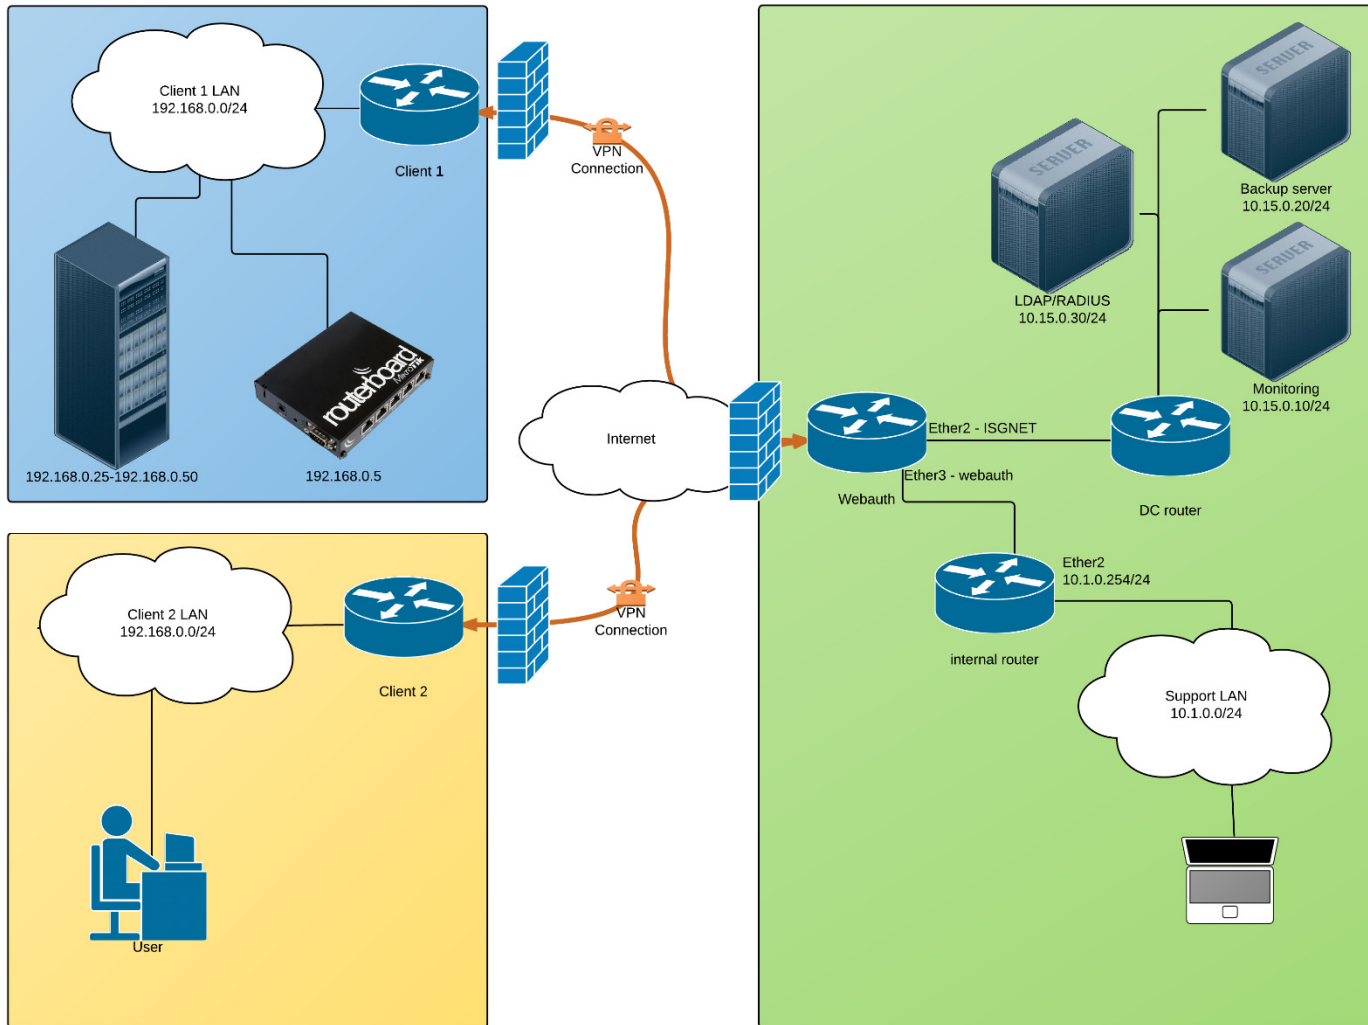 Client 1 LAN
192.168.0.0/24
Client 1
192.168.0.25-192.168.0.50
routerboard
MikroTik
192.168.0.5
VPN
Connection
Internet
VPN
Connection
Client 2 LAN
192.168.0.0/24
Client 2
User
SERVER
Backup server
10.15.0.20/24
SERVER
LDAP/RADIUS
10.15.0.30/24
SERVER
Monitoring
10.15.0.10/24
Ether2 - ISGNET
Ether3 - webauth
Webauth
DC router
Ether2
10.1.0.254/24
internal router
Support LAN
10.1.0.0/24